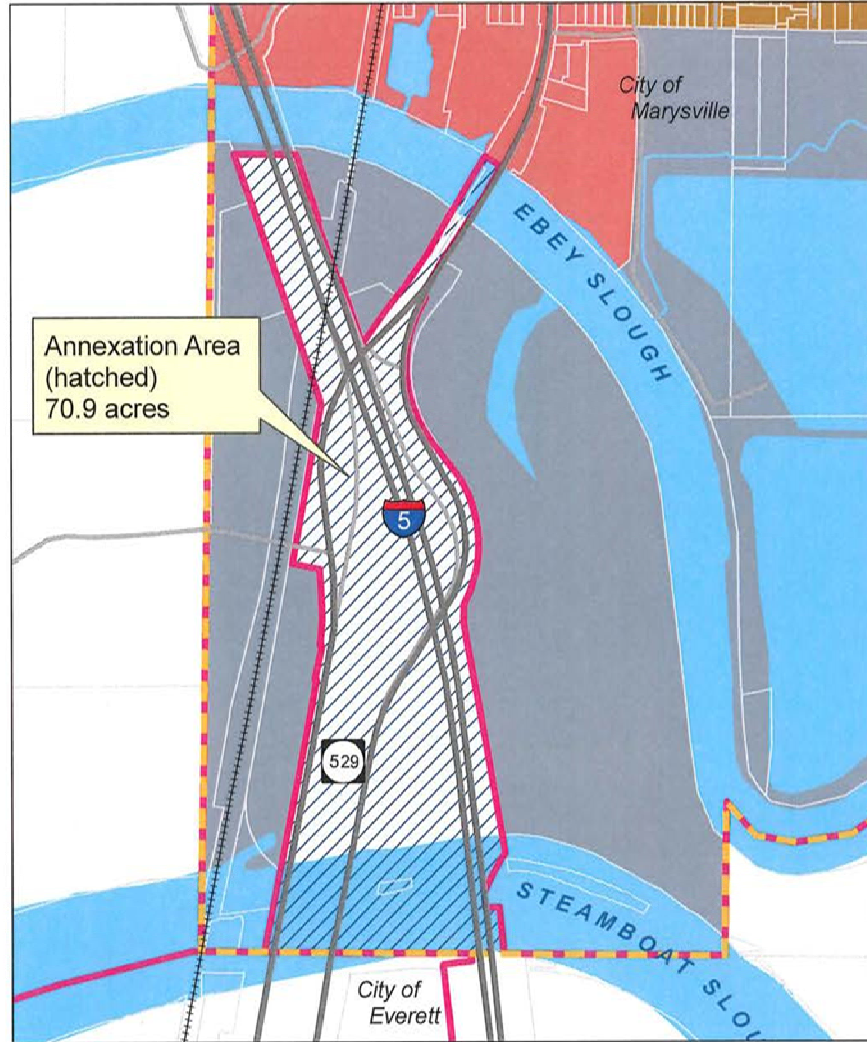 City of
Marysville
EBEY SLOUGH
Annexation Area
(hatched)
70.9 acres
5
529
STEAMBOAT SLOU
City of
Everett